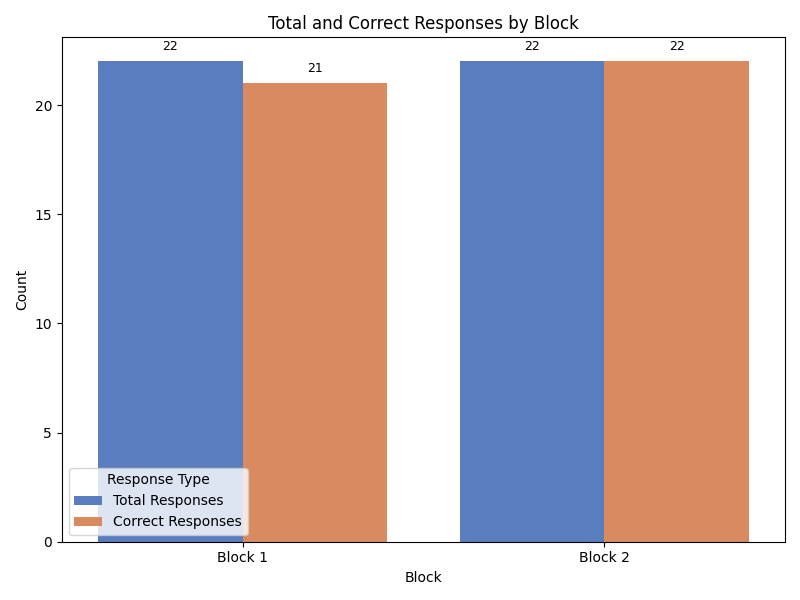 Total and Correct Responses by Block
22
21
22
22
20
15
10
5
0
Count
Response Type
Total Responses
Correct Responses
Block 1
Block 2
Block